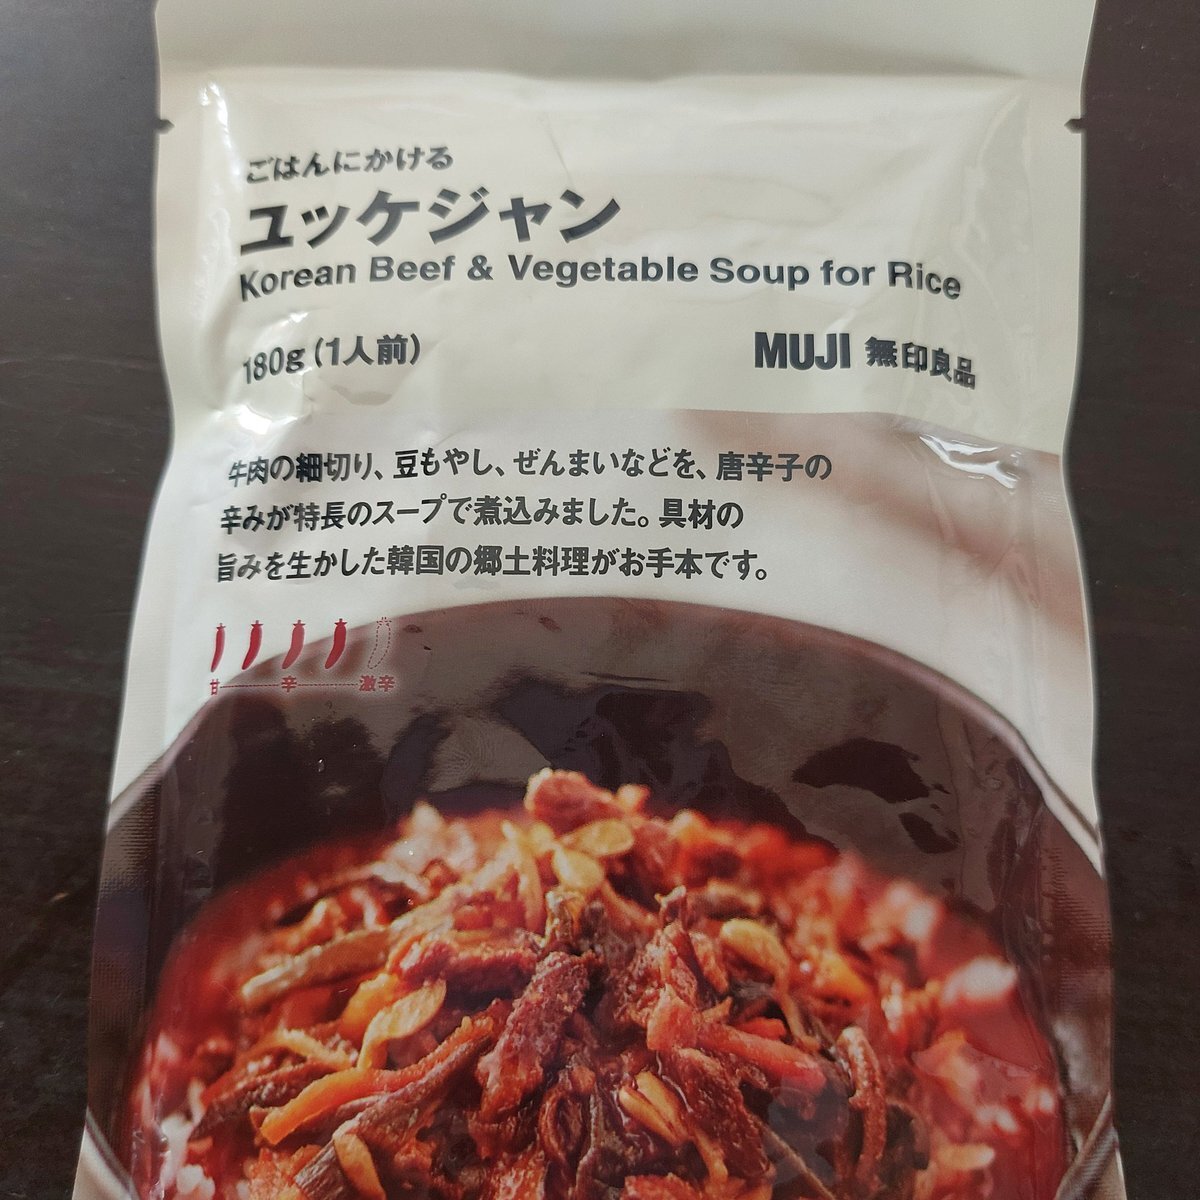 ごはんにかける
ユッケジャン
Korean Beef & Vegetable Soup for Rice
180g（1人前）
MUJI 無印良品
牛肉の細切り、豆もやし、ぜんまいなどを、唐辛子の
辛みが特長のスープで煮込みました。具材の
旨みを生かした韓国の郷土料理がお手本です。
甘 辛 激辛